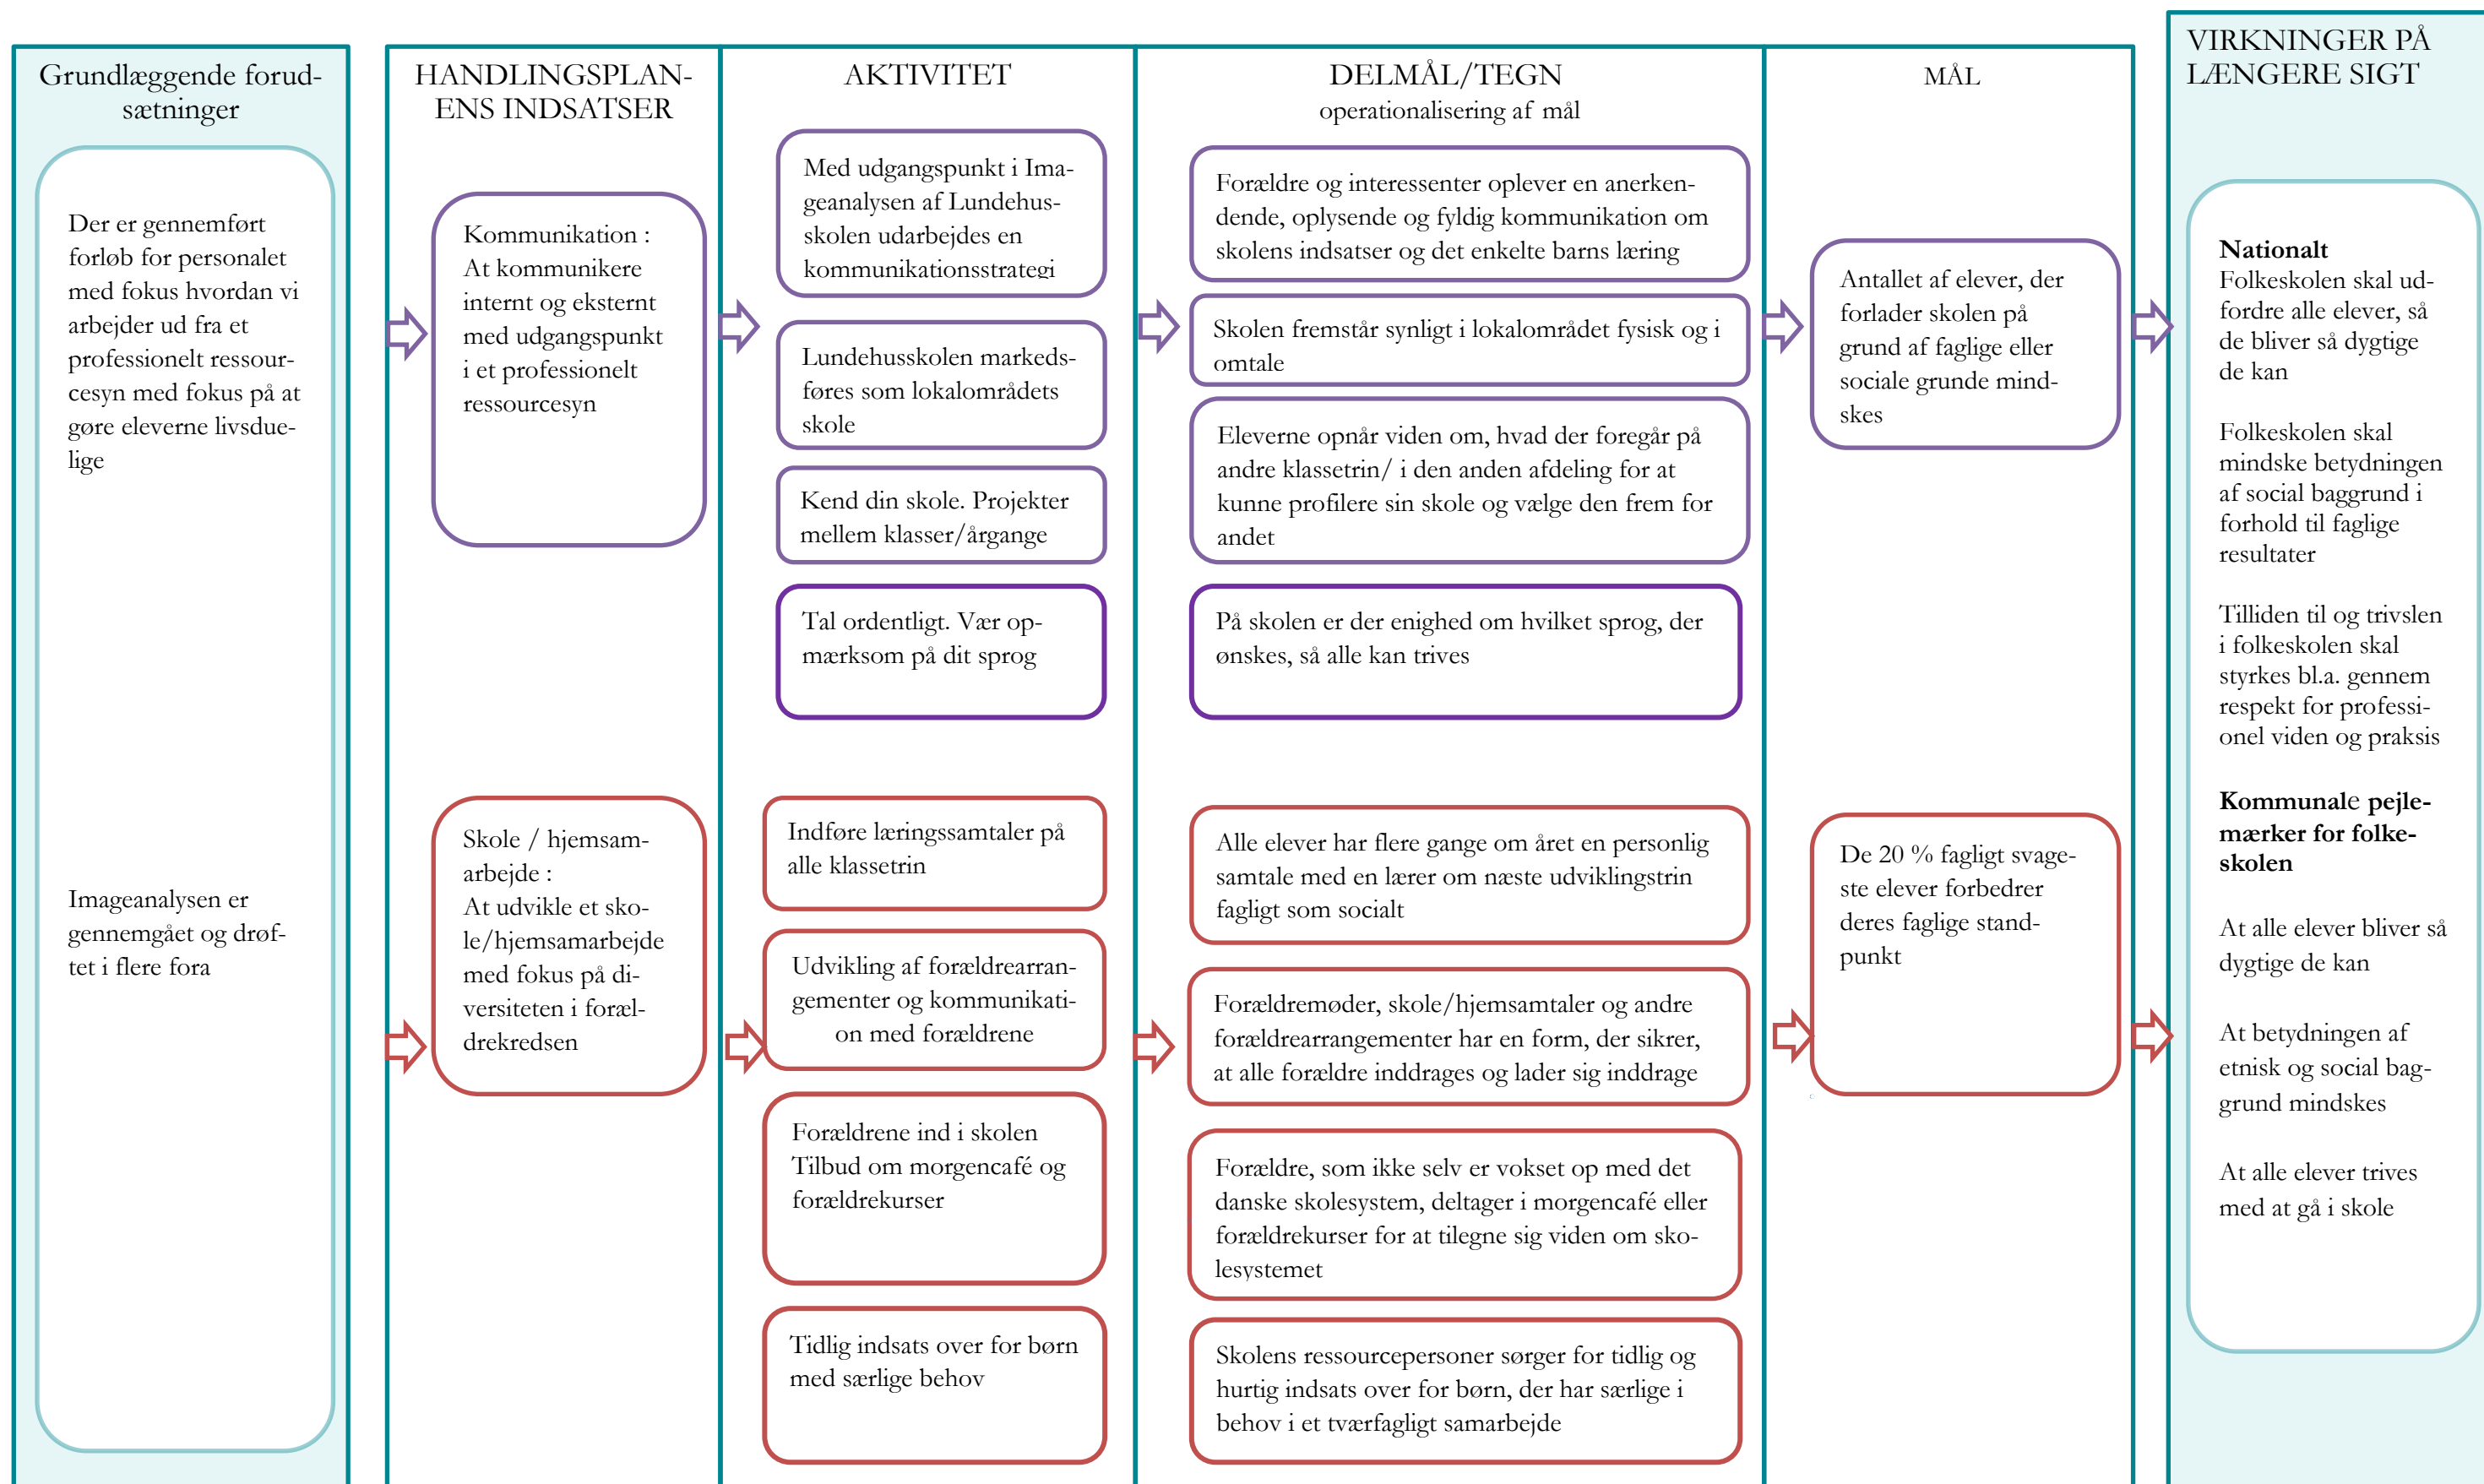 Grundlæggende forud-
sætninger
Der er gennemført
forløb for personalet
med fokus hvordan vi
arbejder ud fra et
professionelt ressour-
cesyn med fokus på at
gøre eleverne livsdue-
lige
Imageanalysen er
gennemgået og drøf-
tet i flere fora
HANDLINGSPLAN-
ENS INDSATSER
Kommunikation :
At kommunikere
internt og eksternt
med udgangspunkt
i et professionelt
ressourcesyn
Skole / hjemsam-
arbejde :
At udvikle et sko-
le/hjemsamarbejde
med fokus på di-
versiteten i foræl-
drekredsen
AKTIVITET
Med udgangspunkt i Ima-
geanalysen af Lundehus-
skolen udarbejdes en
kommunikationsstrategi
Lundehusskolen markeds-
føres som lokalområdets
skole
Kend din skole. Projekter
mellem klasser/årgange
Tal ordentligt. Vær op-
mærksom på dit sprog
Indføre læringssamtaler på
alle klassetrin
Udvikling af forældrearran-
gementer og kommunikati-
on med forældrene
Forældrene ind i skolen
Tilbud om morgencafé og
forældrekurser
Tidlig indsats over for børn
med særlige behov
DELMÅL/TEGN
operationalisering af mål
Forældre og interessenter oplever en anerken-
dende, oplysende og fyldig kommunikation om
skolens indsatser og det enkelte barns læring
Skolen fremstår synligt i lokalområdet fysisk og i
omtale
Eleverne opnår viden om, hvad der foregår på
andre klassetrin/ i den anden afdeling for at
kunne profilere sin skole og vælge den frem for
andet
På skolen er der enighed om hvilket sprog, der
ønskes, så alle kan trives
Alle elever har flere gange om året en personlig
samtale med en lærer om næste udviklingstrin
fagligt som socialt
Forældremøder, skole/hjemsamtaler og andre
forældrearrangementer har en form, der sikrer,
at alle forældre inddrages og lader sig inddrage
Forældre, som ikke selv er vokset op med det
danske skolesystem, deltager i morgencafé eller
forældrekurser for at tilegne sig viden om sko-
lesystemet
Skolens ressourcepersoner sørger for tidlig og
hurtig indsats over for børn, der har særlige i
behov i et tværfagligt samarbejde
MÅL
Antallet af elever, der
forlader skolen på
grund af faglige eller
sociale grunde mind-
skes
De 20 % fagligt svage-
ste elever forbedrer
deres faglige stand-
punkt
VIRKNINGER PÅ
LÆNGERE SIGT
Nationalt
Folkeskolen skal ud-
fordre alle elever, så
de bliver så dygtige
de kan
Folkeskolen skal
mindske betydningen
af social baggrund i
forhold til faglige
resultater
Tilliden til og trivslen
i folkeskolen skal
styrkes bl.a. gennem
respekt for professi-
onel viden og praksis
Kommunale pejle-
mærker for folke-
skolen
At alle elever bliver så
dygtige de kan
At betydningen af
etnisk og social bag-
grund mindskes
At alle elever trives
med at gå i skole